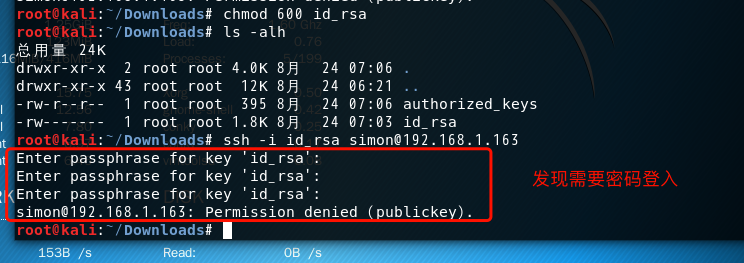 root@kali:~/Downloads# chmod 600 id_rsa
root@kali:~/Downloads# ls -alh
总用量 24K
drwxr-xr-x  2 root root 4.0K 8月  24 07:06 .
drwxr-xr-x 43 root root  12K 8月  24 06:21 ..
-rw-r--r--  1 root root  395 8月  24 07:06 authorized_keys
-rw-------  1 root root 1.8K 8月  24 07:03 id_rsa
root@kali:~/Downloads# ssh -i id_rsa simon@192.168.1.163
Enter passphrase for key 'id_rsa':
Enter passphrase for key 'id_rsa':
Enter passphrase for key 'id_rsa':
simon@192.168.1.163: Permission denied (publickey).
发现需要密码登入
root@kali:~/Downloads#
153B /s Read: 0B /s